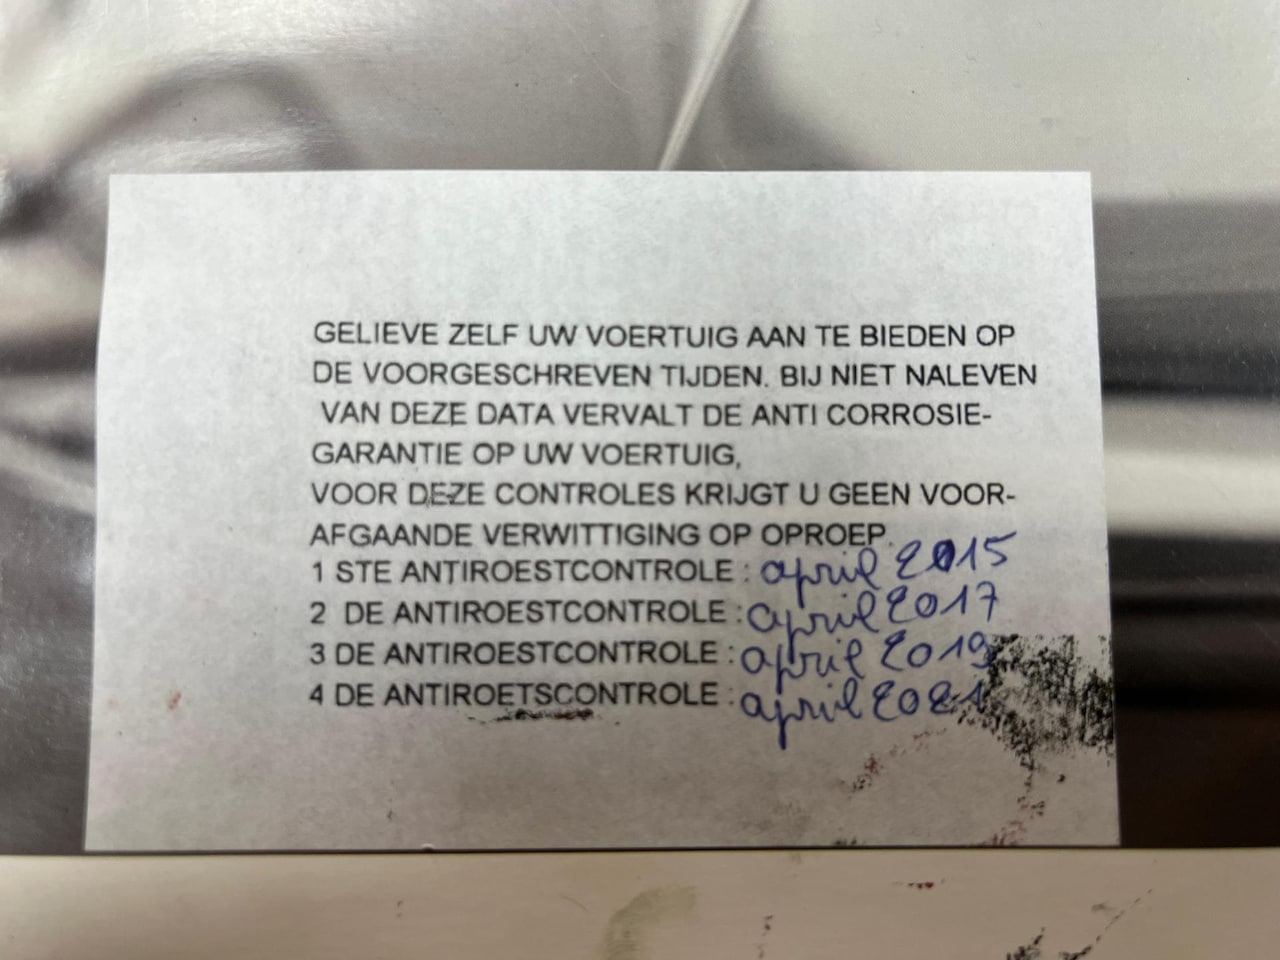 GELIEVE ZELF UW VOERTUIG AAN TE BIEDEN OP
DE VOORGESCHREVEN TIJDEN. BIJ NIET NALEVEN
VAN DEZE DATA VERVALT DE ANTI CORROSIE-
GARANTIE OP UW VOERTUIG,
VOOR DEZE CONTROLES KRIJGT U GEEN VOOR-
AFGAANDE VERWITTIGING OP OPROEP.
1 STE ANTIROESTCONTROLE : april 2015
2 DE ANTIROESTCONTROLE : april 2017
3 DE ANTIROESTCONTROLE : april 2019
4 DE ANTIROETSCONTROLE : april 2021